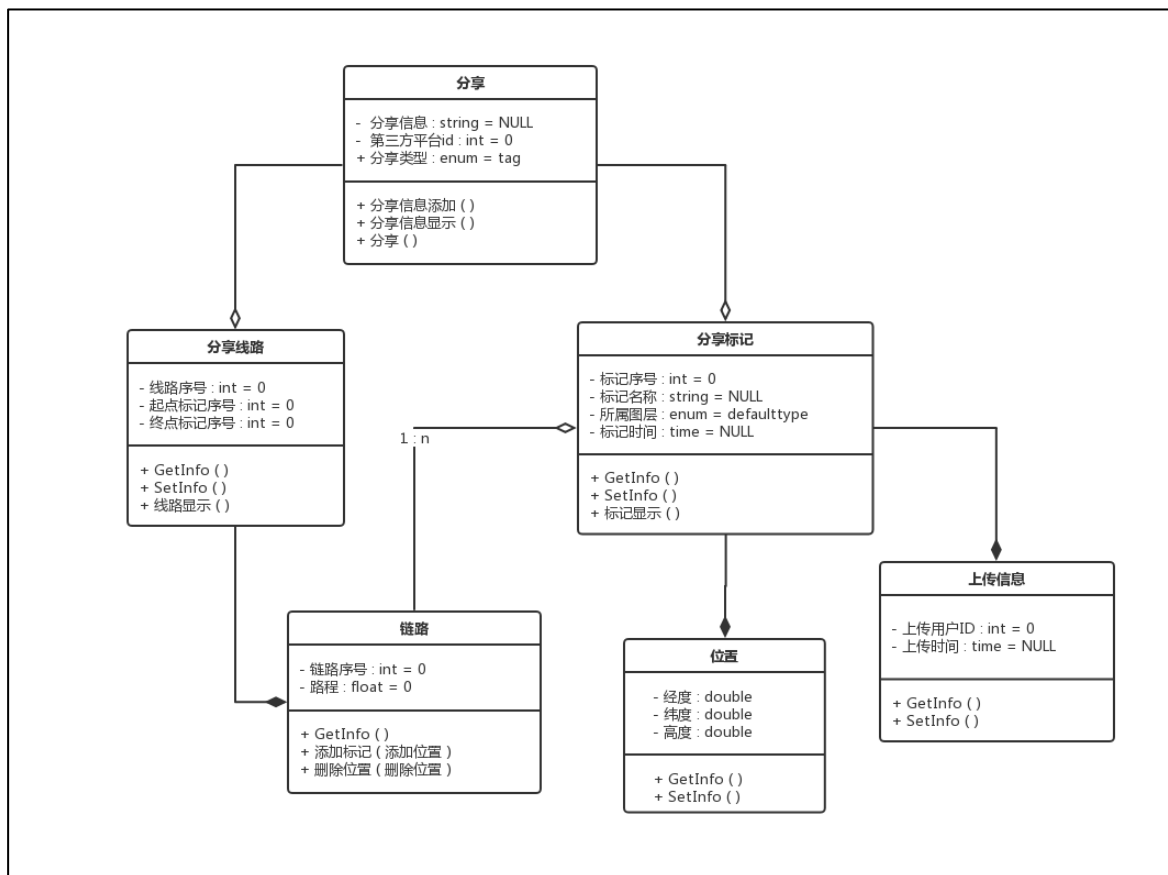 分享
- 分享信息 : string = NULL
- 第三方平台id : int = 0
+ 分享类型 : enum = tag
+ 分享信息添加 ( )
+ 分享信息显示 ( )
+ 分享 ( )
分享线路
- 线路序号 : int = 0
- 起点标记序号 : int = 0
- 终点标记序号 : int = 0
+ GetInfo ( )
+ SetInfo ( )
+ 线路显示 ( )
分享标记
- 标记序号 : int = 0
- 标记名称 : string = NULL
- 所属图层 : enum = defaulttype
- 标记时间 : time = NULL
+ GetInfo ( )
+ SetInfo ( )
+ 标记显示 ( )
1 : n
链路
- 链路序号 : int = 0
- 路程 : float = 0
+ GetInfo ( )
+ 添加标记 ( 添加位置 )
+ 删除位置 ( 删除位置 )
位置
- 经度 : double
- 纬度 : double
- 高度 : double
+ GetInfo ( )
+ SetInfo ( )
上传信息
- 上传用户ID : int = 0
- 上传时间 : time = NULL
+ GetInfo ( )
+ SetInfo ( )